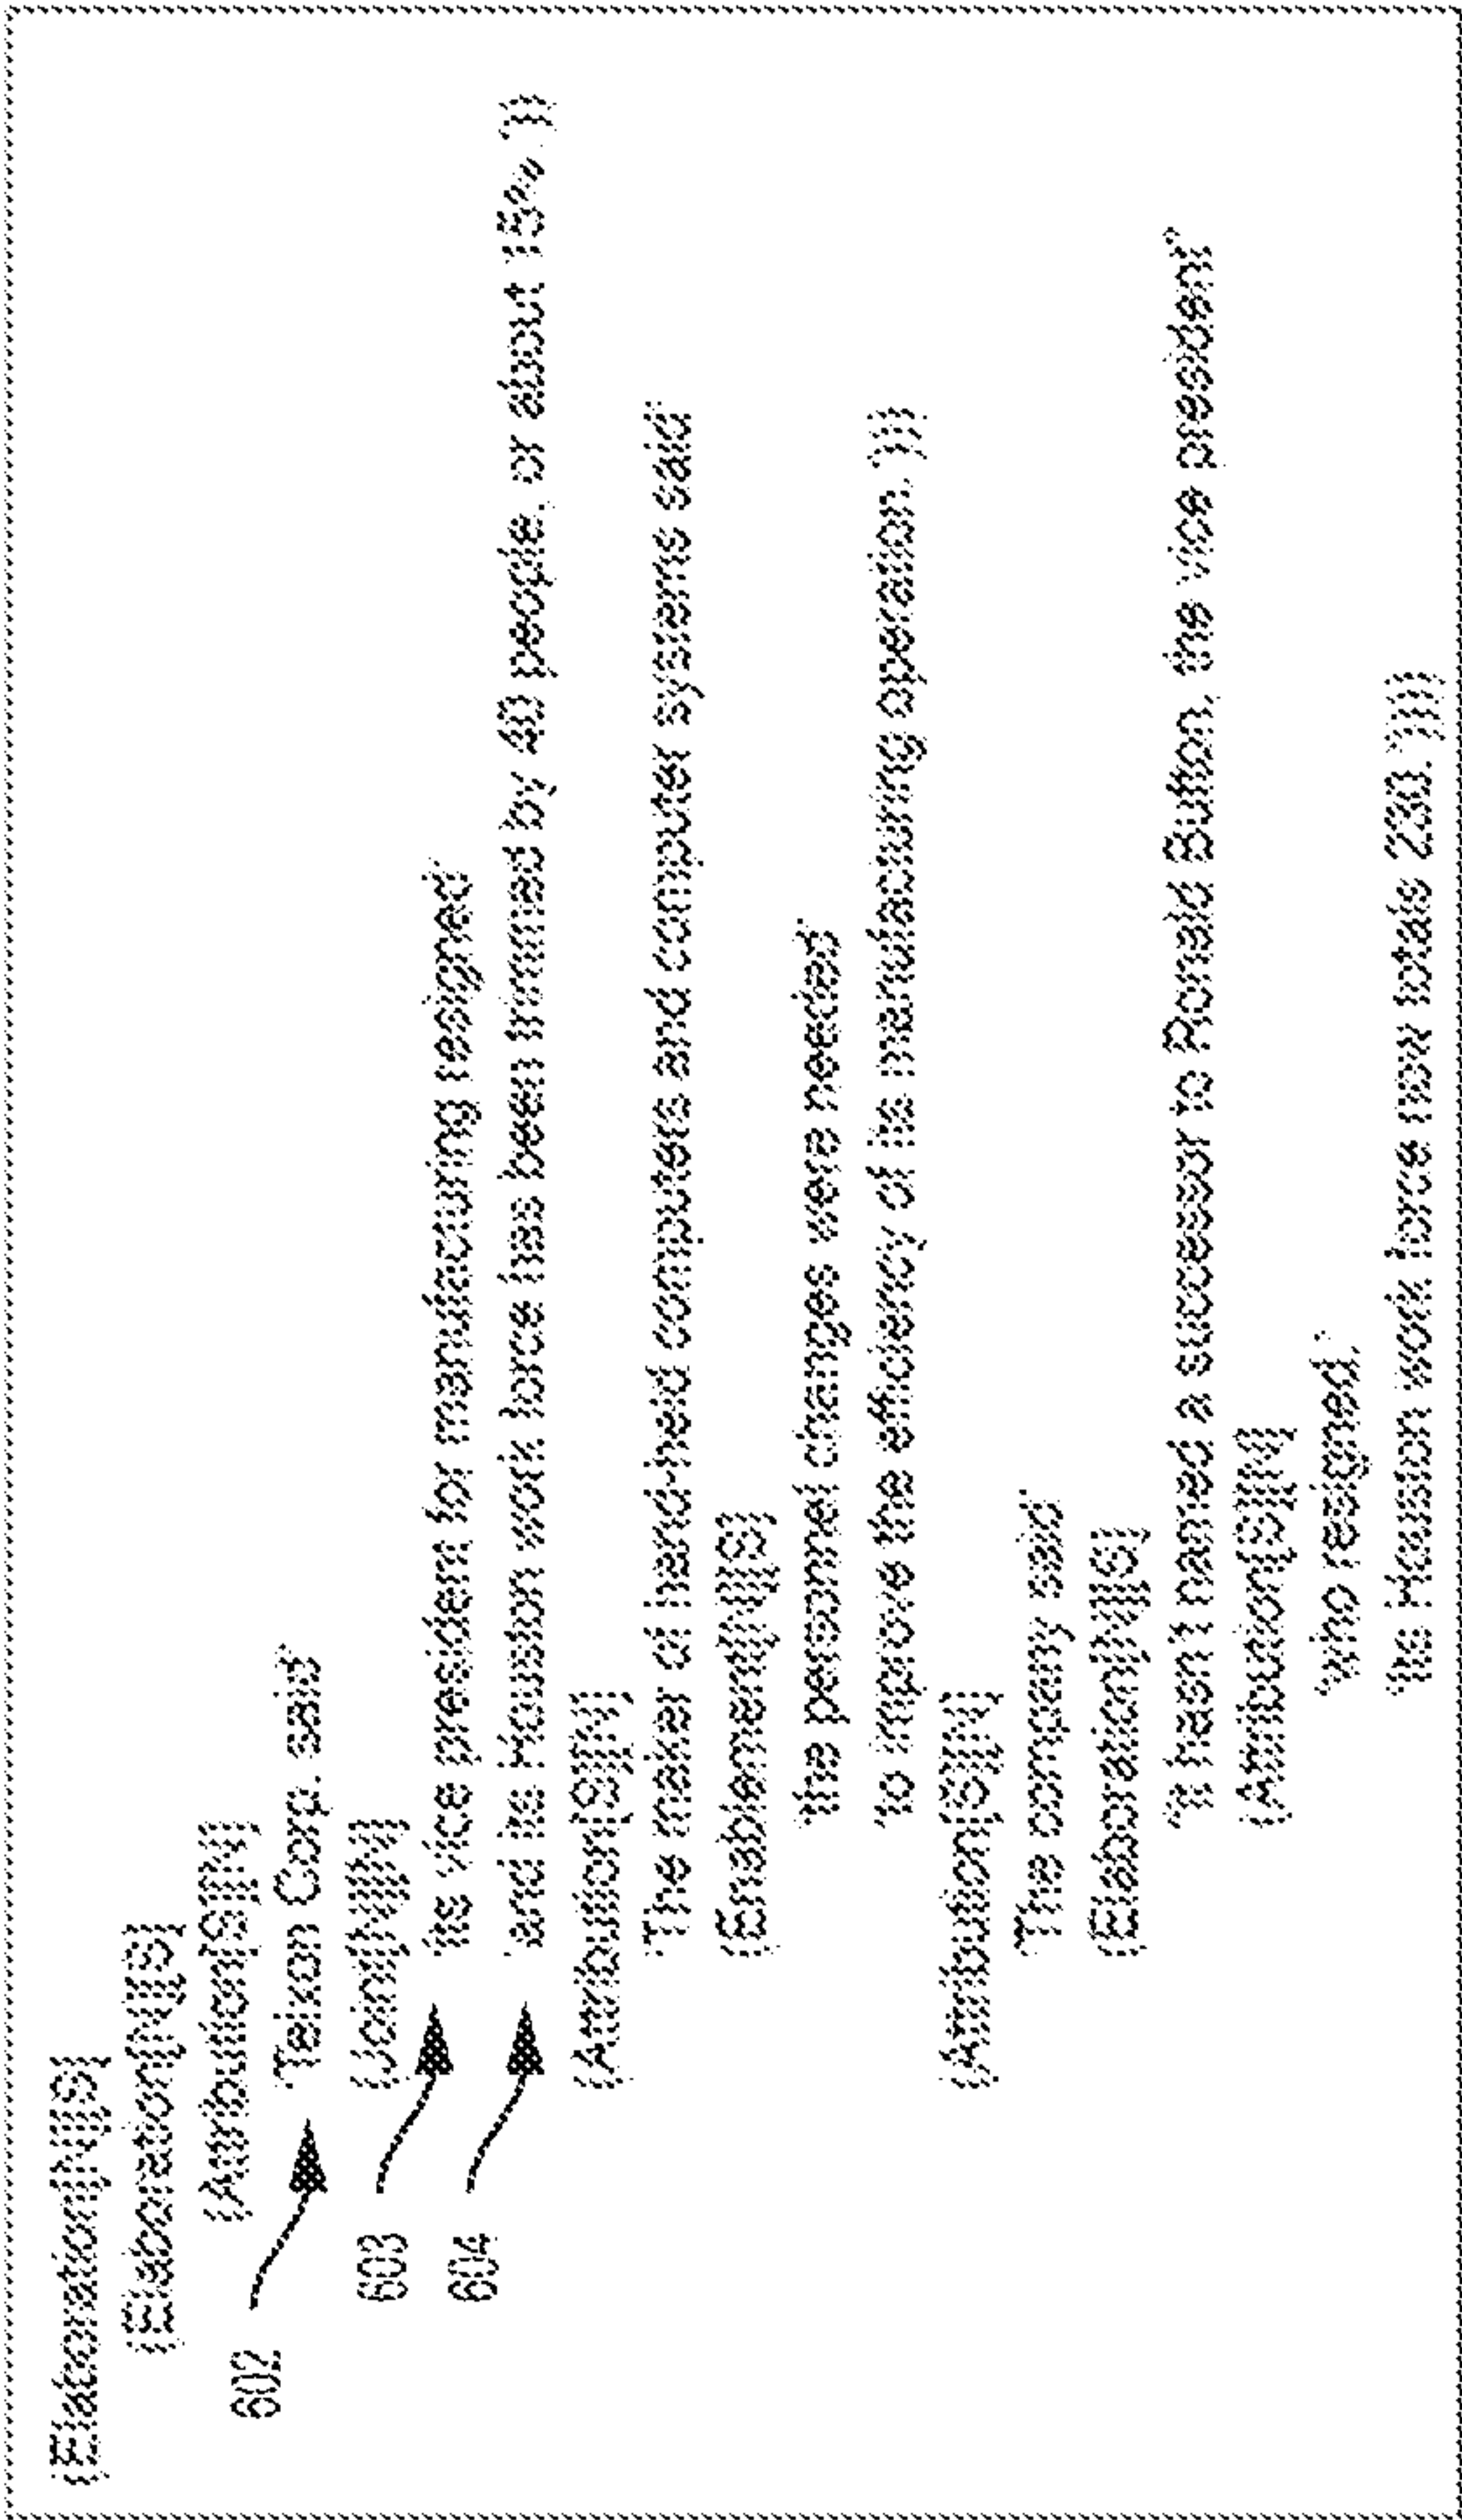 (Elaboration[N][S]
(Elaboration[N][S]
(Attribution[S][N]
602
'Telxon Corp. said'
(Joint[N][N]
603 'its vice president for manufacturing resigned'
604 'and its Houston work force has been trimmed by 40 people, or about 15% '))
(Attribution[S][N]
'The maker of hand-held computers and computer systems said'
(Enablement[N][S]
'the personnel changes were needed'
'to improve the efficiency of its manufacturing operation. ')))
(Attribution[S][N]
'The company said'
(Elaboration[N][S]
'it hasn't named a successor to Ronald Bufton, the vice president'
(Attribution[S][N]
'who resigned.'
'Its Houston work force now totals 230. '))))